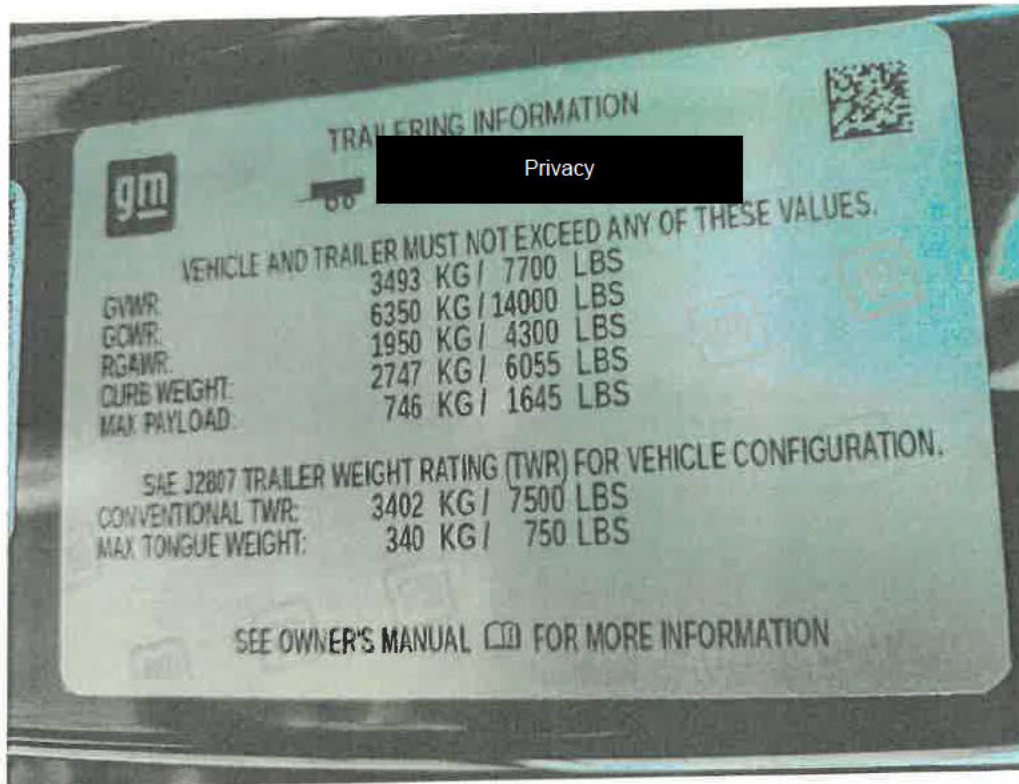 TRAILERING INFORMATION
gm
Privacy
VEHICLE AND TRAILER MUST NOT EXCEED ANY OF THESE VALUES.
GVWR: 3493 KG / 7700 LBS
GCWR: 6350 KG / 14000 LBS
RGAWR: 1950 KG / 4300 LBS
CURB WEIGHT: 2747 KG / 6055 LBS
MAX PAYLOAD: 746 KG / 1645 LBS
SAE J2807 TRAILER WEIGHT RATING (TWR) FOR VEHICLE CONFIGURATION.
CONVENTIONAL TWR: 3402 KG / 7500 LBS
MAX TONGUE WEIGHT: 340 KG / 750 LBS
SEE OWNER'S MANUAL FOR MORE INFORMATION